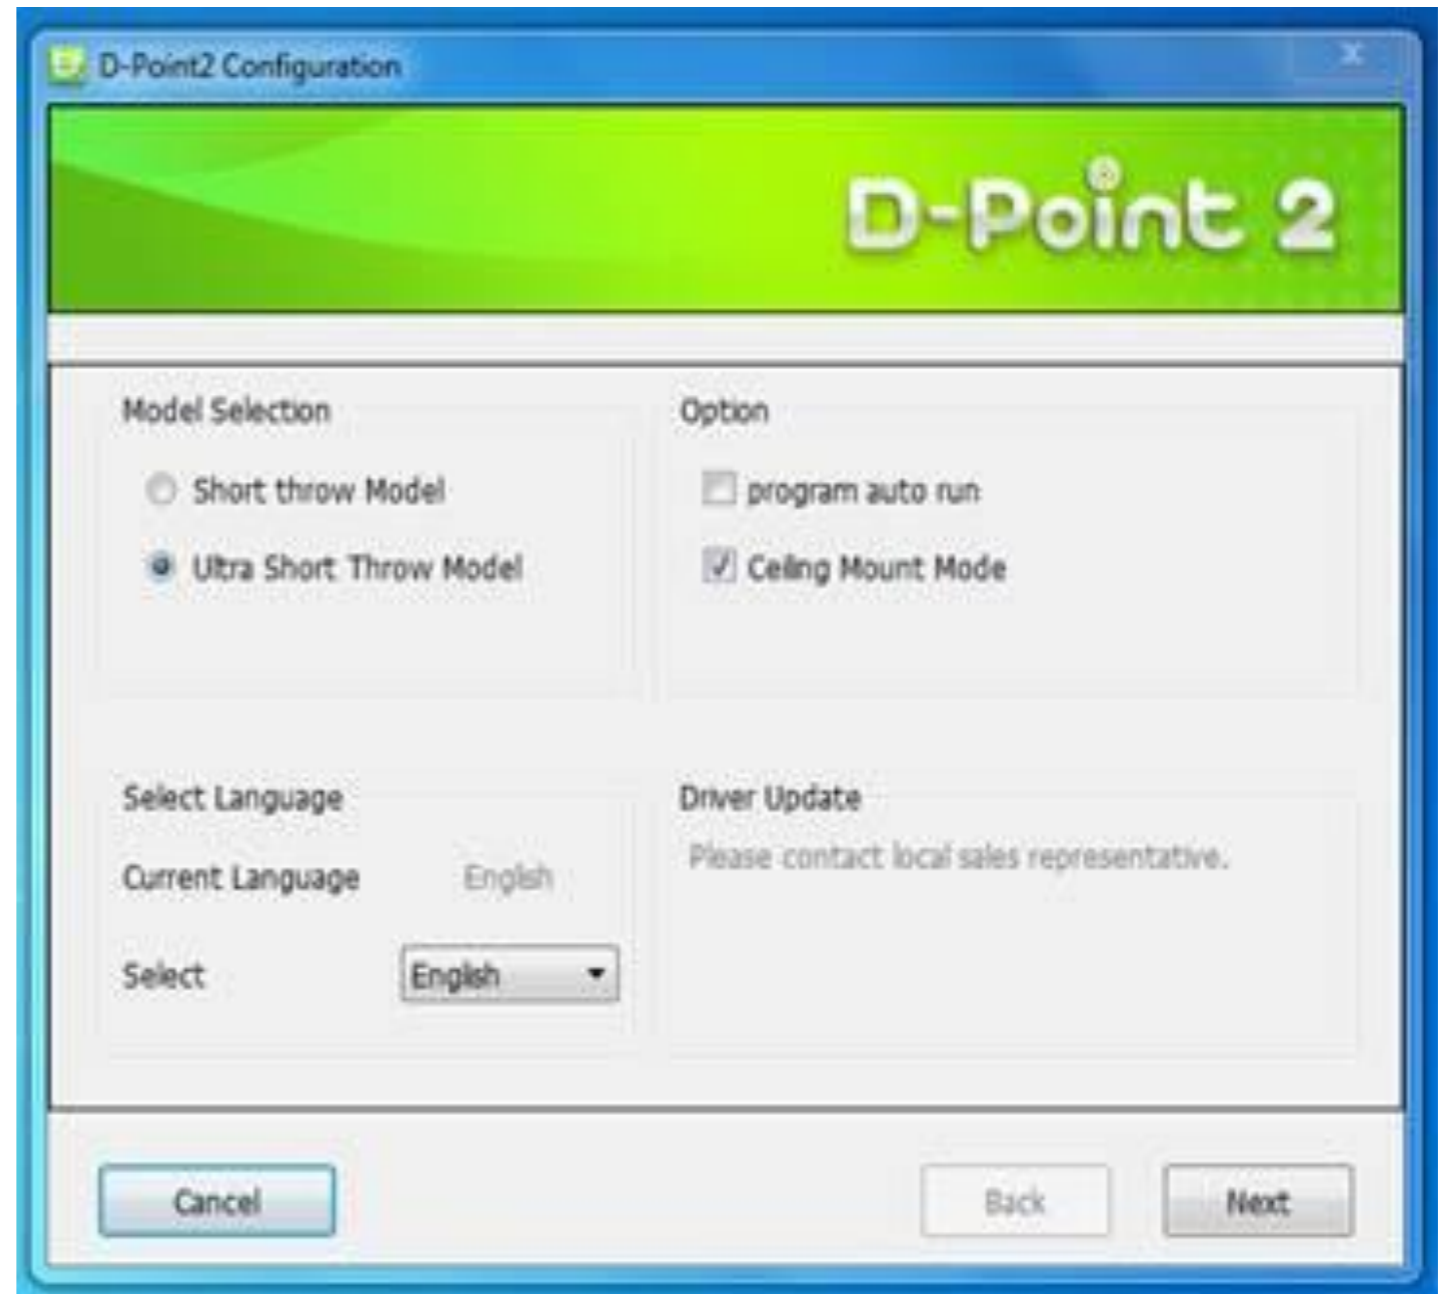 D-Point2 Configuration
D-Point 2
Model Selection
Short throw Model
Ultra Short Throw Model
Option
program auto run
Ceiling Mount Mode
Select Language
Current Language English
Select English
Driver Update
Please contact local sales representative.
Cancel
Back
Next